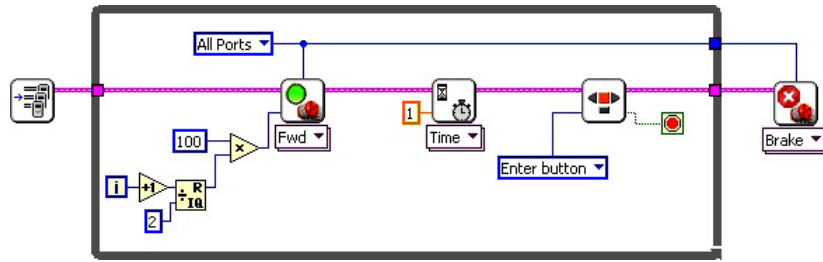 All Ports
1
100
x
Fwd
Time
Enter button
Brake
i
+1
R
IQ
2